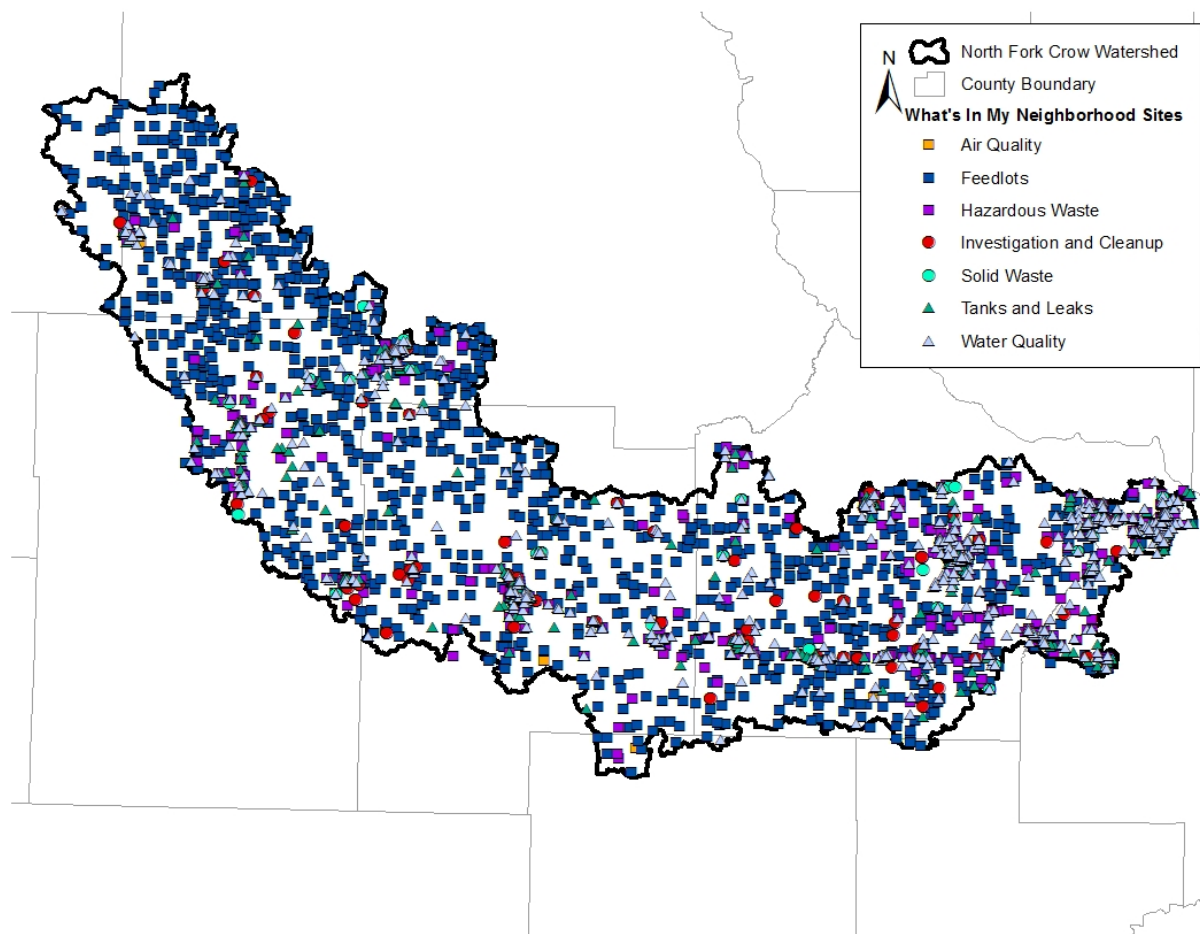 N
North Fork Crow Watershed
County Boundary
What's In My Neighborhood Sites
Air Quality
Feedlots
Hazardous Waste
Investigation and Cleanup
Solid Waste
Tanks and Leaks
Water Quality